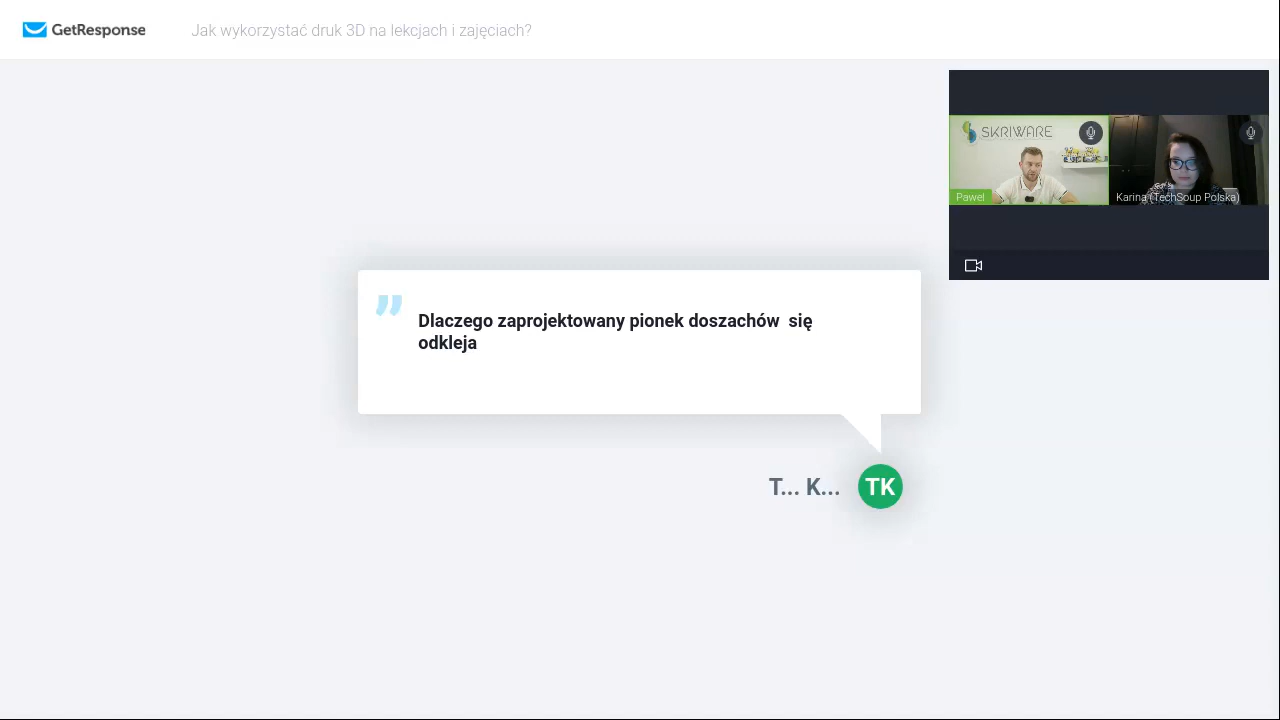 GetResponse
Jak wykorzystać druk 3D na lekcjach i zajęciach?
SKRIWARE
Pawel
Karina (TechSoup Polska)
” Dlaczego zaprojektowany pionek doszachów  się
odkleja
T... K... TK